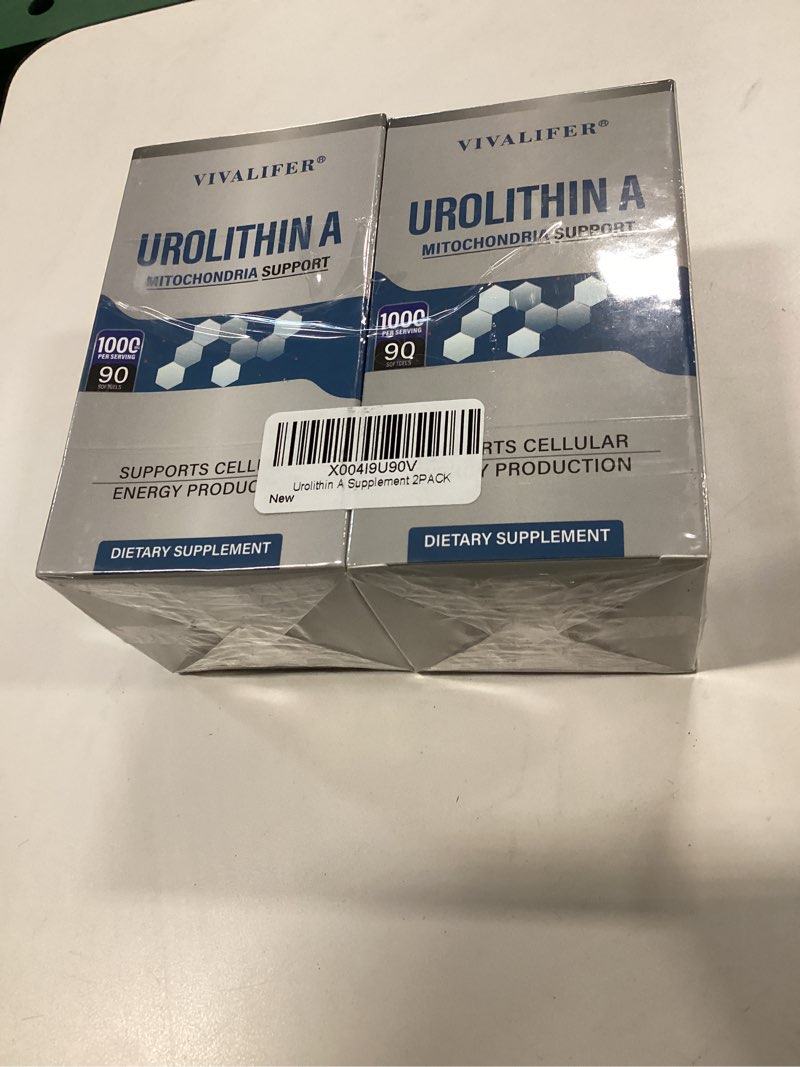 VIVALIFER®
UROLITHIN A
MITOCHONDRIA SUPPORT
1000
PER SERVING
90
SOFTGELS
SUPPORTS CELL
ENERGY PRODUC
DIETARY SUPPLEMENT
VIVALIFER®
UROLITHIN A
MITOCHONDRIA SUPPORT
1000
PER SERVING
90
SOFTGELS
RTS CELLULAR
Y PRODUCTION
DIETARY SUPPLEMENT
X004I9U90V
Urolithin A Supplement 2PACK
New